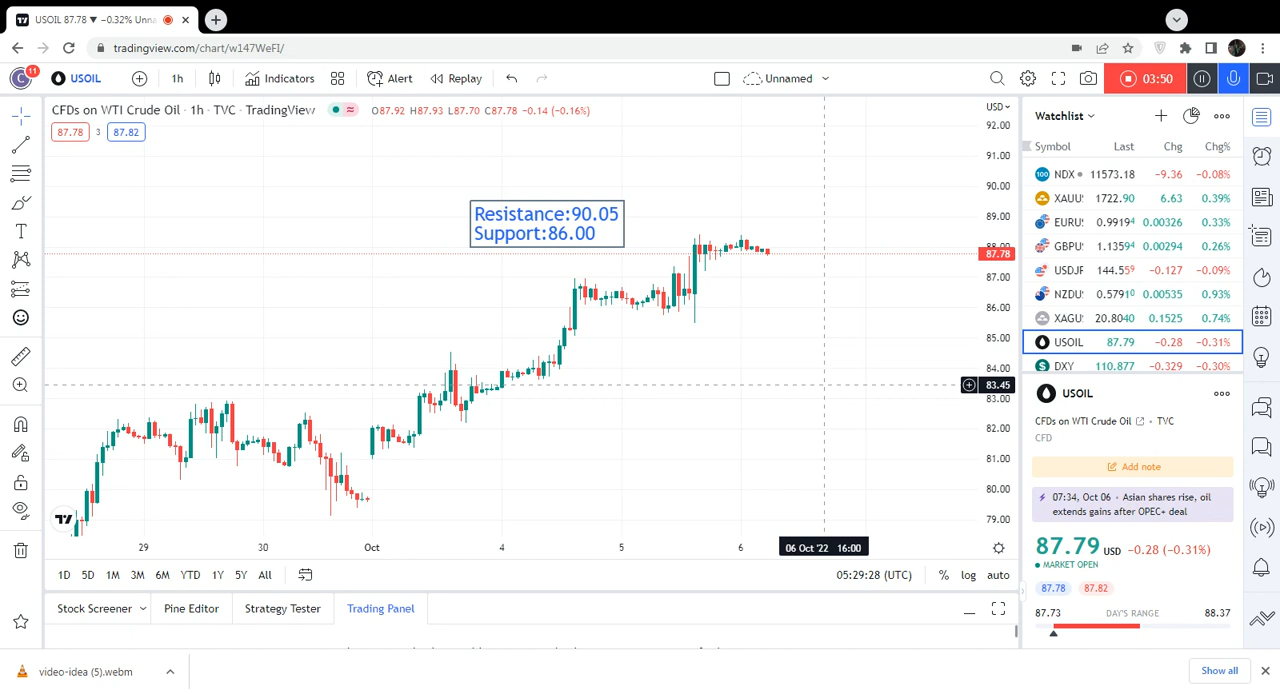 USOIL 87.78 ▼ −0.32% Unna
tradingview.com/chart/w147WeFI/
C 11 USOIL 1h Indicators Alert Replay Unnamed 03:50
CFDs on WTI Crude Oil · 1h · TVC · TradingView O87.92 H87.93 L87.70 C87.78 −0.14 (−0.16%)
87.78 3 87.82
USD
92.00
91.00
90.00
89.00
88.00
87.78
87.00
86.00
85.00
83.45
83.00
82.00
81.00
80.00
79.00
Resistance:90.05
Support:86.00
29 30 Oct 4 5 6 06 Oct '22 16:00
1D 5D 1M 3M 6M YTD 1Y 5Y All 05:29:28 (UTC) % log auto
Stock Screener Pine Editor Strategy Tester Trading Panel
Watchlist
Symbol Last Chg Chg%
100 NDX 11573.18 −9.36 −0.08%
XAUU 1722.90 6.63 0.39%
EURU 0.99194 0.00326 0.33%
GBPU 1.13594 0.00294 0.26%
USDJF 144.559 −0.127 −0.09%
NZDU 0.57910 0.00535 0.93%
XAGU 20.8040 0.1525 0.74%
USOIL 87.79 −0.28 −0.31%
DXY 110.877 −0.329 −0.30%
USOIL
CFDs on WTI Crude Oil · TVC
CFD
Add note
07:34, Oct 06 · Asian shares rise, oil
extends gains after OPEC+ deal
87.79 USD −0.28 (−0.31%)
MARKET OPEN
87.78 87.82
87.73 DAY'S RANGE 88.37
video-idea (5).webm
Show all